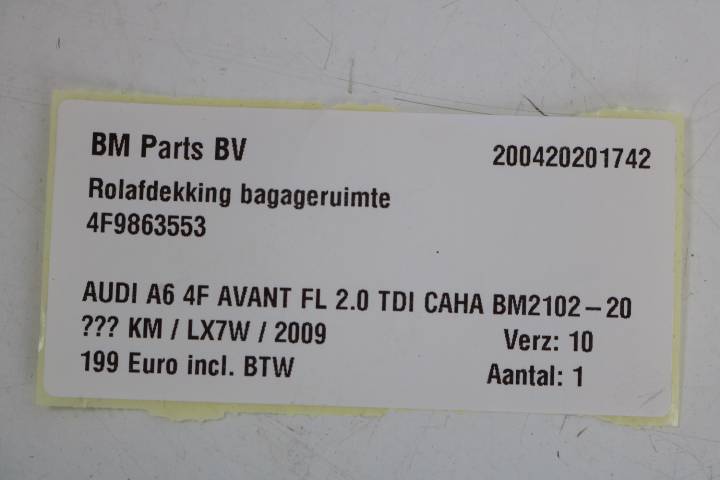 BM Parts BV 200420201742
Rolafdekking bagageruimte
4F9863553
AUDI A6 4F AVANT FL 2.0 TDI CAHA BM2102-20
??? KM / LX7W / 2009 Verz: 10
199 Euro incl. BTW Aantal: 1